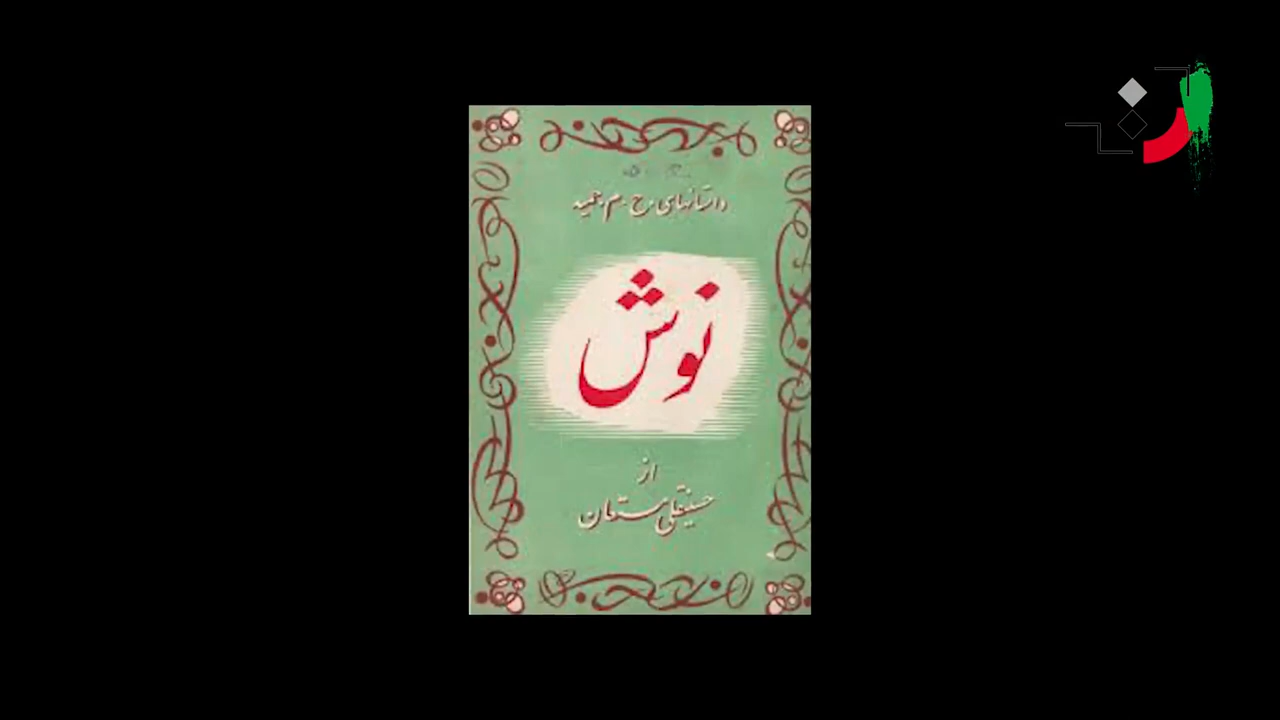 داستانهای ح.م.حمید
نوش
از
حسینقلی مستعان